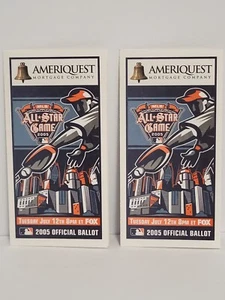 AMERIQUEST
MORTGAGE COMPANY
ALL-STAR
GAME
2005
TUESDAY JULY 12TH 8PM ET FOX
2005 OFFICIAL BALLOT
AMERIQUEST
MORTGAGE COMPANY
ALL-STAR
GAME
2005
TUESDAY JULY 12TH 8PM ET FOX
2005 OFFICIAL BALLOT